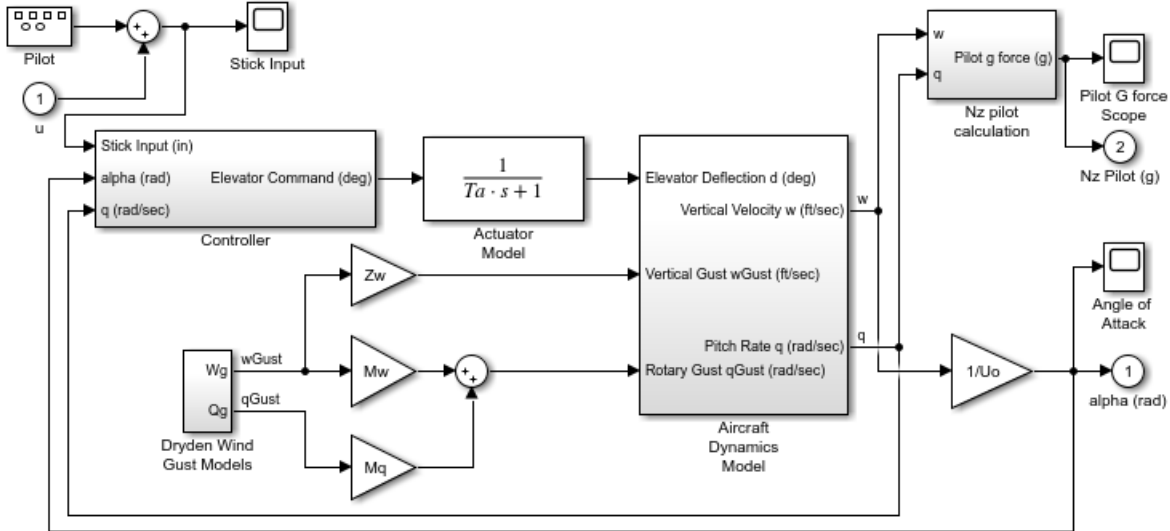 Pilot
1
u
Stick Input
Stick Input (in)
alpha (rad)
q (rad/sec)
Elevator Command (deg)
Controller
1
Ta · s + 1
Actuator
Model
Zw
Mw
Mq
Wg
Qg
wGust
qGust
Dryden Wind
Gust Models
Elevator Deflection d (deg)
Vertical Velocity w (ft/sec)
Vertical Gust wGust (ft/sec)
Pitch Rate q (rad/sec)
Rotary Gust qGust (rad/sec)
Aircraft
Dynamics
Model
w
q
w
q
Pilot g force (g)
Nz pilot
calculation
Pilot G force
Scope
2
Nz Pilot (g)
1/Uo
Angle of
Attack
1
alpha (rad)